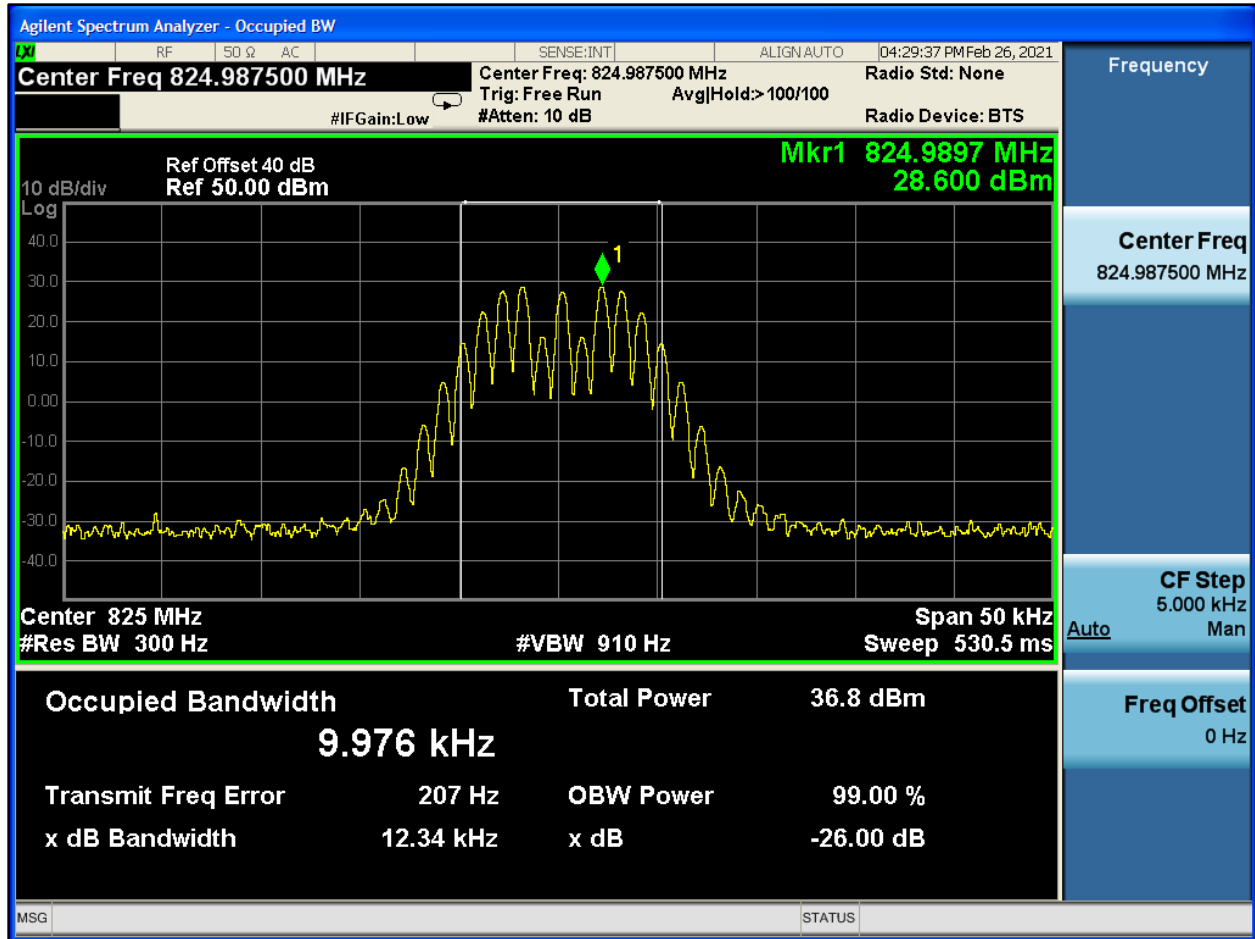 Agilent Spectrum Analyzer - Occupied BW
LXI RF 50 Ω AC SENSE:INT ALIGN AUTO 04:29:37 PM Feb 26, 2021
Center Freq 824.987500 MHz
Center Freq: 824.987500 MHz Radio Std: None
Trig: Free Run Avg|Hold:>100/100
#IFGain:Low #Atten: 10 dB Radio Device: BTS
Mkr1 824.9897 MHz
28.600 dBm
Ref Offset 40 dB
10 dB/div Ref 50.00 dBm
Log
40.0
30.0
20.0
10.0
0.00
-10.0
-20.0
-30.0
-40.0
1
Center 825 MHz Span 50 kHz
#Res BW 300 Hz #VBW 910 Hz Sweep 530.5 ms
Occupied Bandwidth Total Power 36.8 dBm
9.976 kHz
Transmit Freq Error 207 Hz OBW Power 99.00 %
x dB Bandwidth 12.34 kHz x dB -26.00 dB
MSG STATUS
Frequency
Center Freq
824.987500 MHz
CF Step
5.000 kHz
Auto Man
Freq Offset
0 Hz